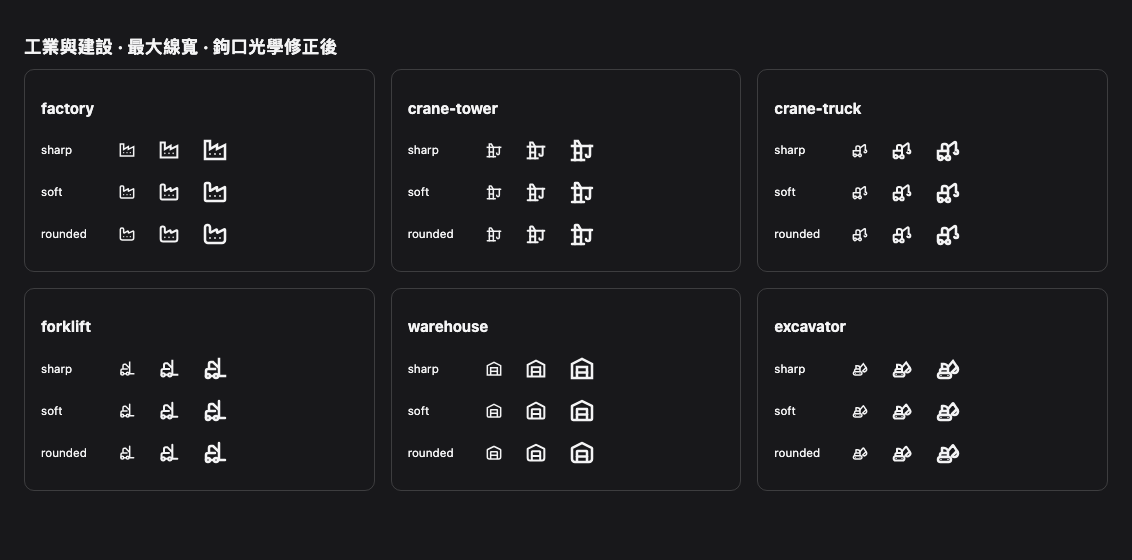 工業與建設 · 最大線寬 · 鉤口光學修正後
factory
sharp
soft
rounded
crane-tower
sharp
soft
rounded
crane-truck
sharp
soft
rounded
forklift
sharp
soft
rounded
warehouse
sharp
soft
rounded
excavator
sharp
soft
rounded